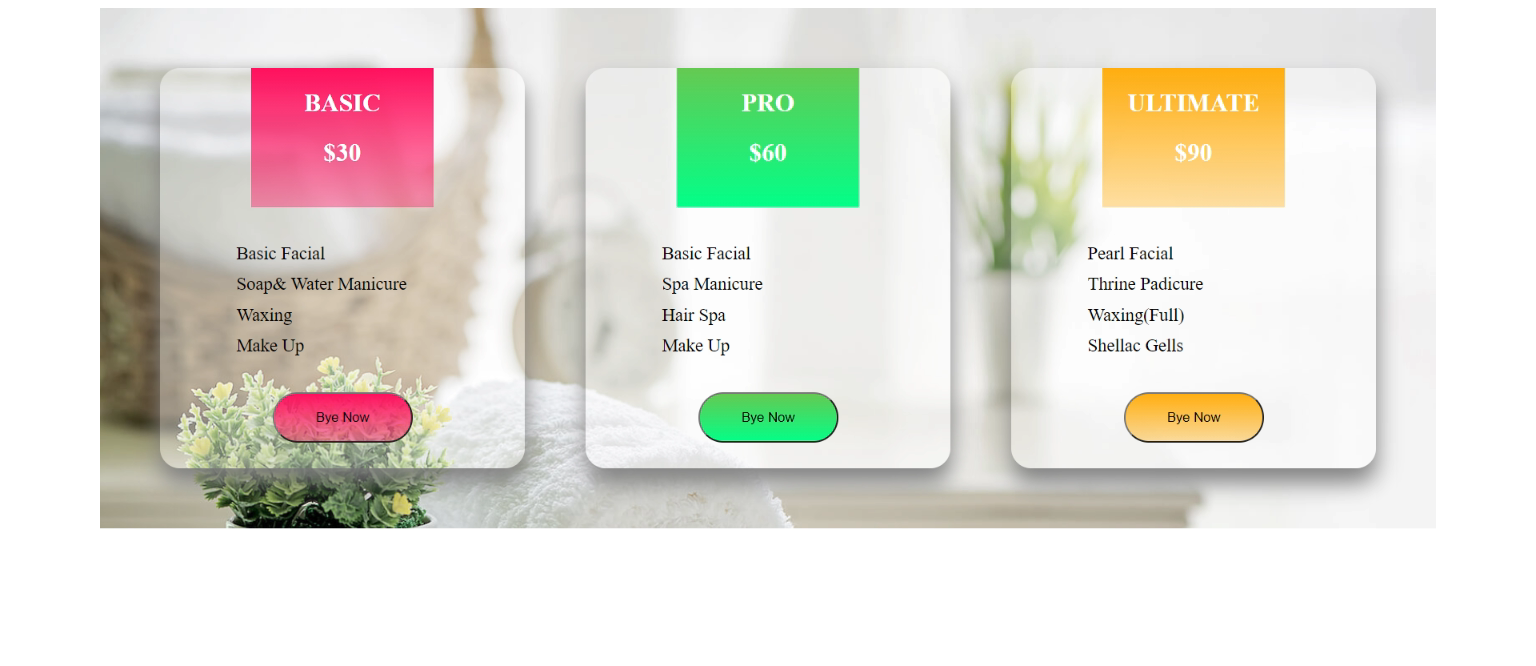 BASIC
$30
Basic Facial
Soap& Water Manicure
Waxing
Make Up
Bye Now
PRO
$60
Basic Facial
Spa Manicure
Hair Spa
Make Up
Bye Now
ULTIMATE
$90
Pearl Facial
Thrine Padicure
Waxing(Full)
Shellac Gells
Bye Now